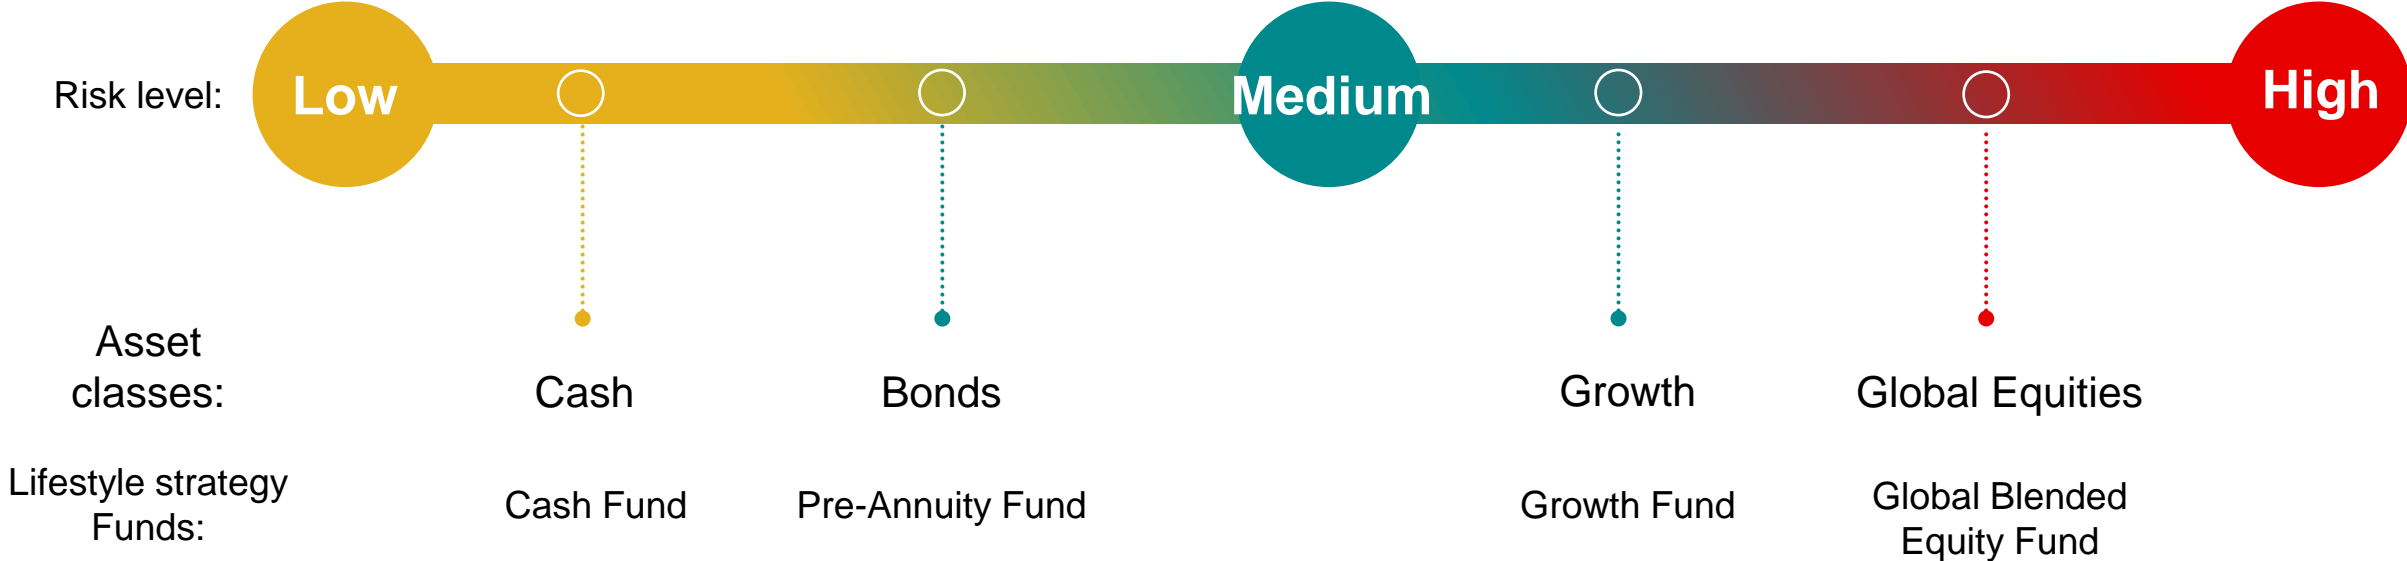 Risk level:
Low
Medium
High
Asset
classes:
Cash
Bonds
Growth
Global Equities
Lifestyle strategy
Funds:
Cash Fund
Pre-Annuity Fund
Growth Fund
Global Blended
Equity Fund